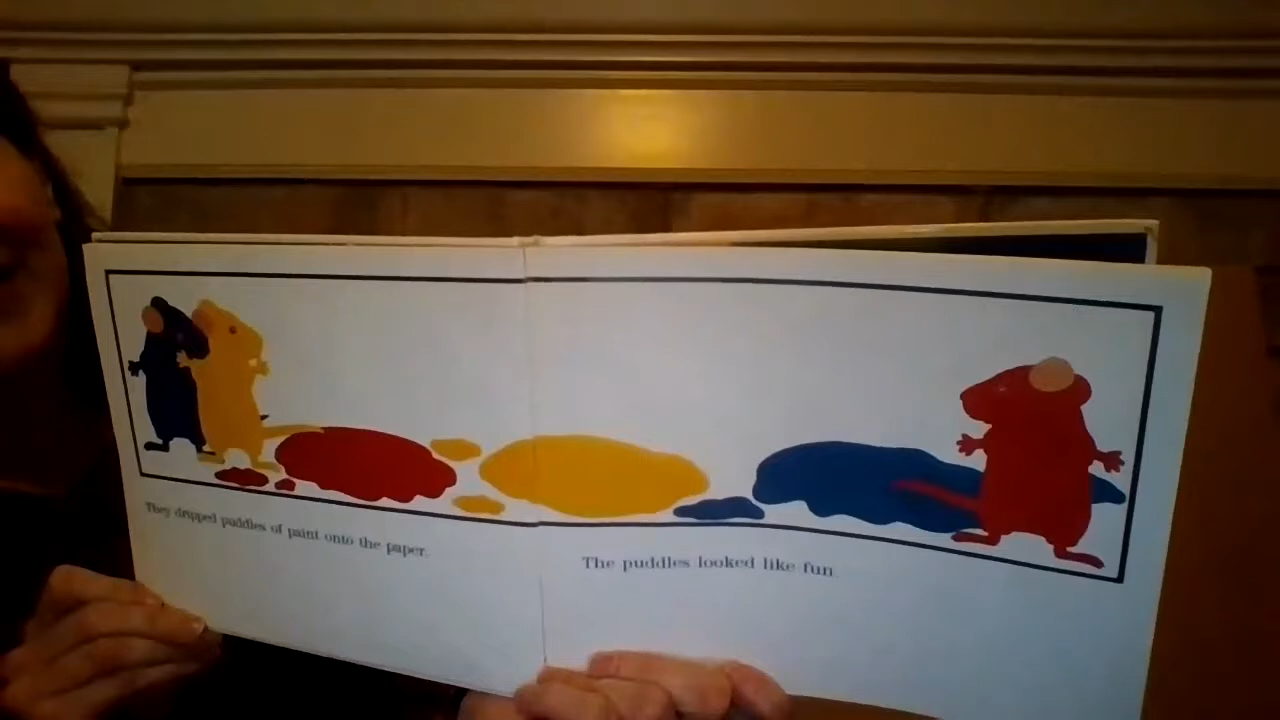 They dripped puddles of paint onto the paper.
The puddles looked like fun.